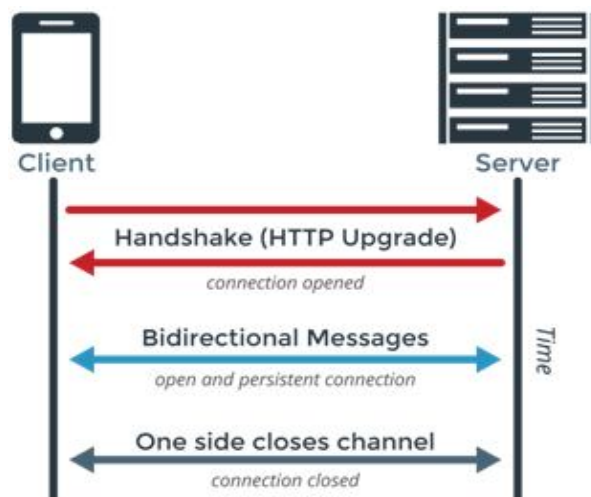 Client
Server
Handshake (HTTP Upgrade)
connection opened
Bidirectional Messages
open and persistent connection
Time
One side closes channel
connection closed